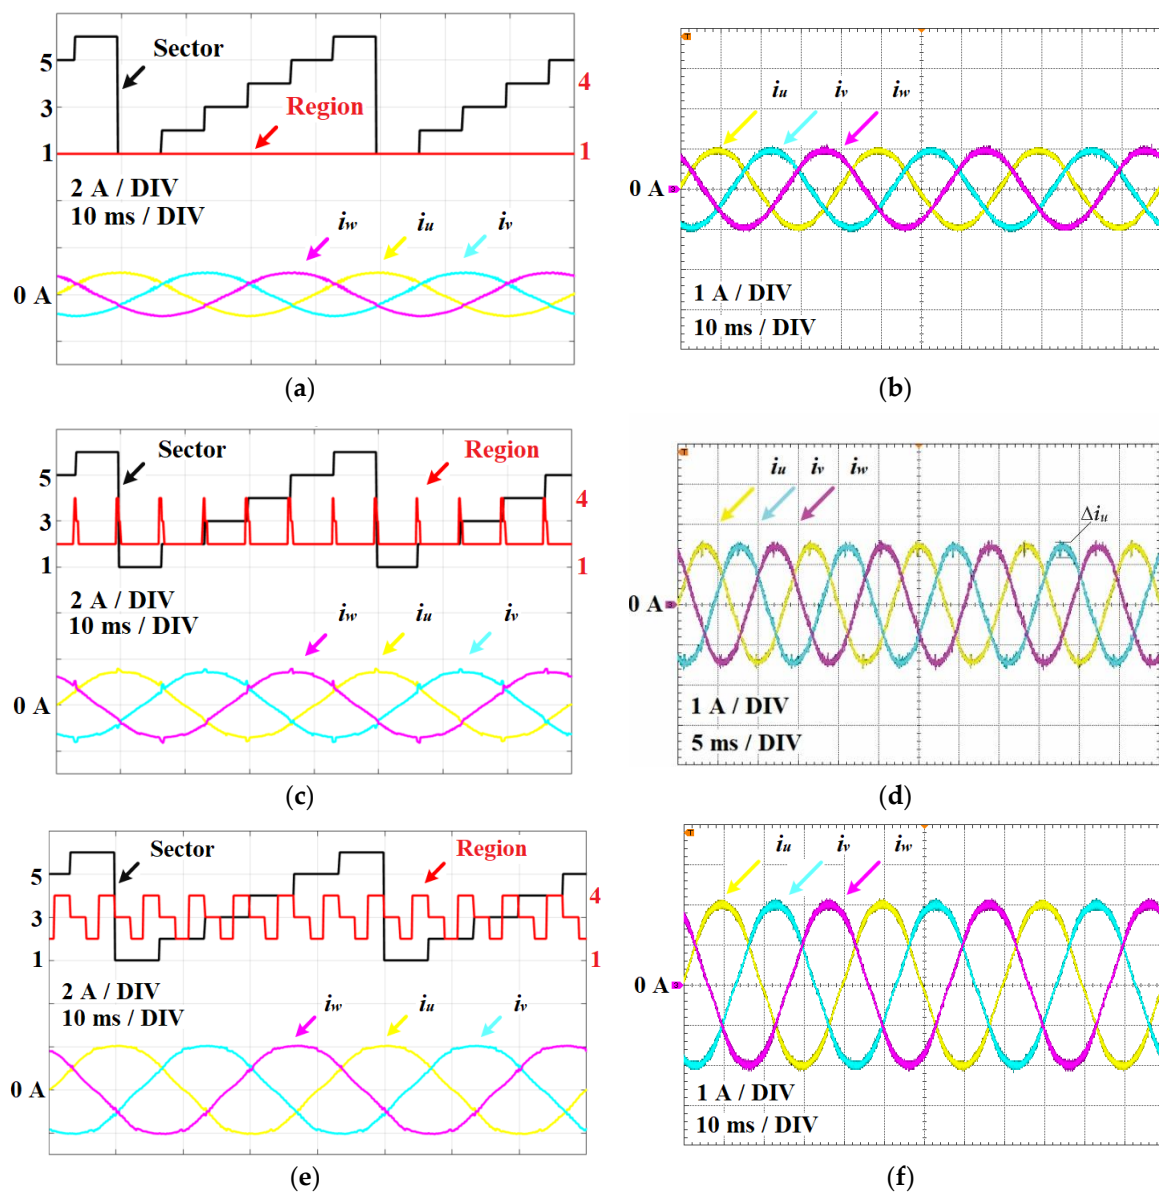 Sector
5
4
3
Region
1
1
2 A / DIV
10 ms / DIV
iw
iu
iv
0 A
(a)
T
iu
iv
iw
0 A
3
1 A / DIV
10 ms / DIV
(b)
Sector
Region
5
4
3
1
1
2 A / DIV
10 ms / DIV
iw
iu
iv
0 A
(c)
T
iu
iv
iw
Δiu
0 A
3
1 A / DIV
5 ms / DIV
(d)
Sector
Region
5
4
3
1
1
2 A / DIV
10 ms / DIV
iw
iu
iv
0 A
(e)
T
iu
iv
iw
0 A
3
1 A / DIV
10 ms / DIV
(f)